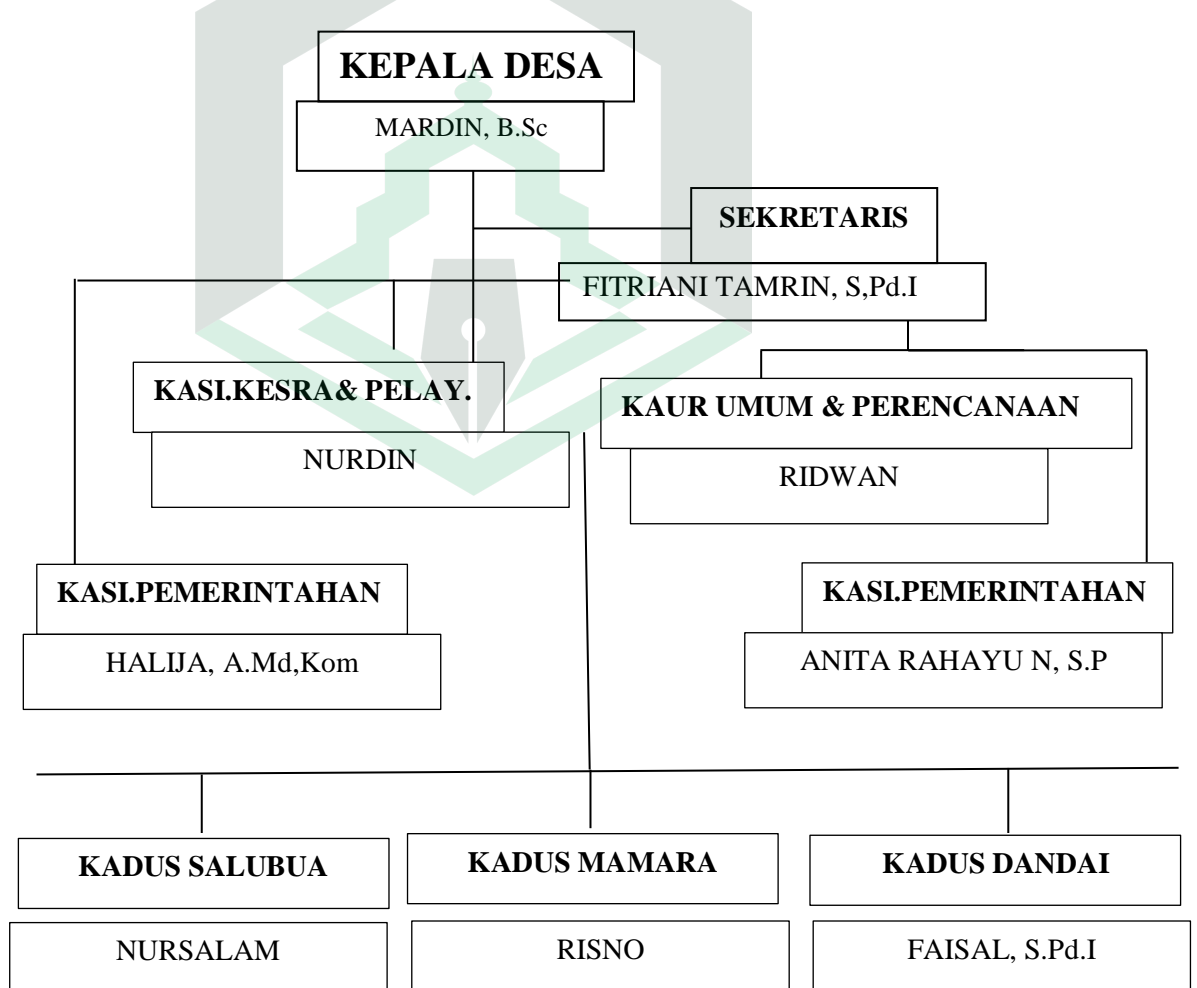 KEPALA DESA
MARDIN, B.Sc
SEKRETARIS
FITRIANI TAMRIN, S,Pd.I
KASI.KESRA& PELAY.
NURDIN
KAUR UMUM & PERENCANAAN
RIDWAN
KASI.PEMERINTAHAN
HALIJA, A.Md,Kom
KASI.PEMERINTAHAN
ANITA RAHAYU N, S.P
KADUS SALUBUA
NURSALAM
KADUS MAMARA
RISNO
KADUS DANDAI
FAISAL, S.Pd.I